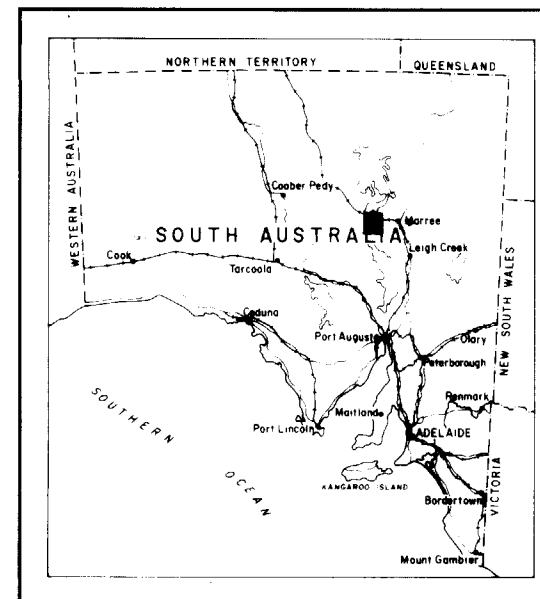 NORTHERN TERRITORY
QUEENSLAND
WESTERN AUSTRALIA
Coober Pedy
Marree
SOUTH AUSTRALIA
Leigh Creek
Cook
Tarcoola
NEW SOUTH WALES
Ceduna
Port Augusta
Olary
Peterborough
Renmark
Maitland
Port Lincoln
ADELAIDE
SOUTHERN OCEAN
KANGAROO ISLAND
VICTORIA
Bordertown
Mount Gambier